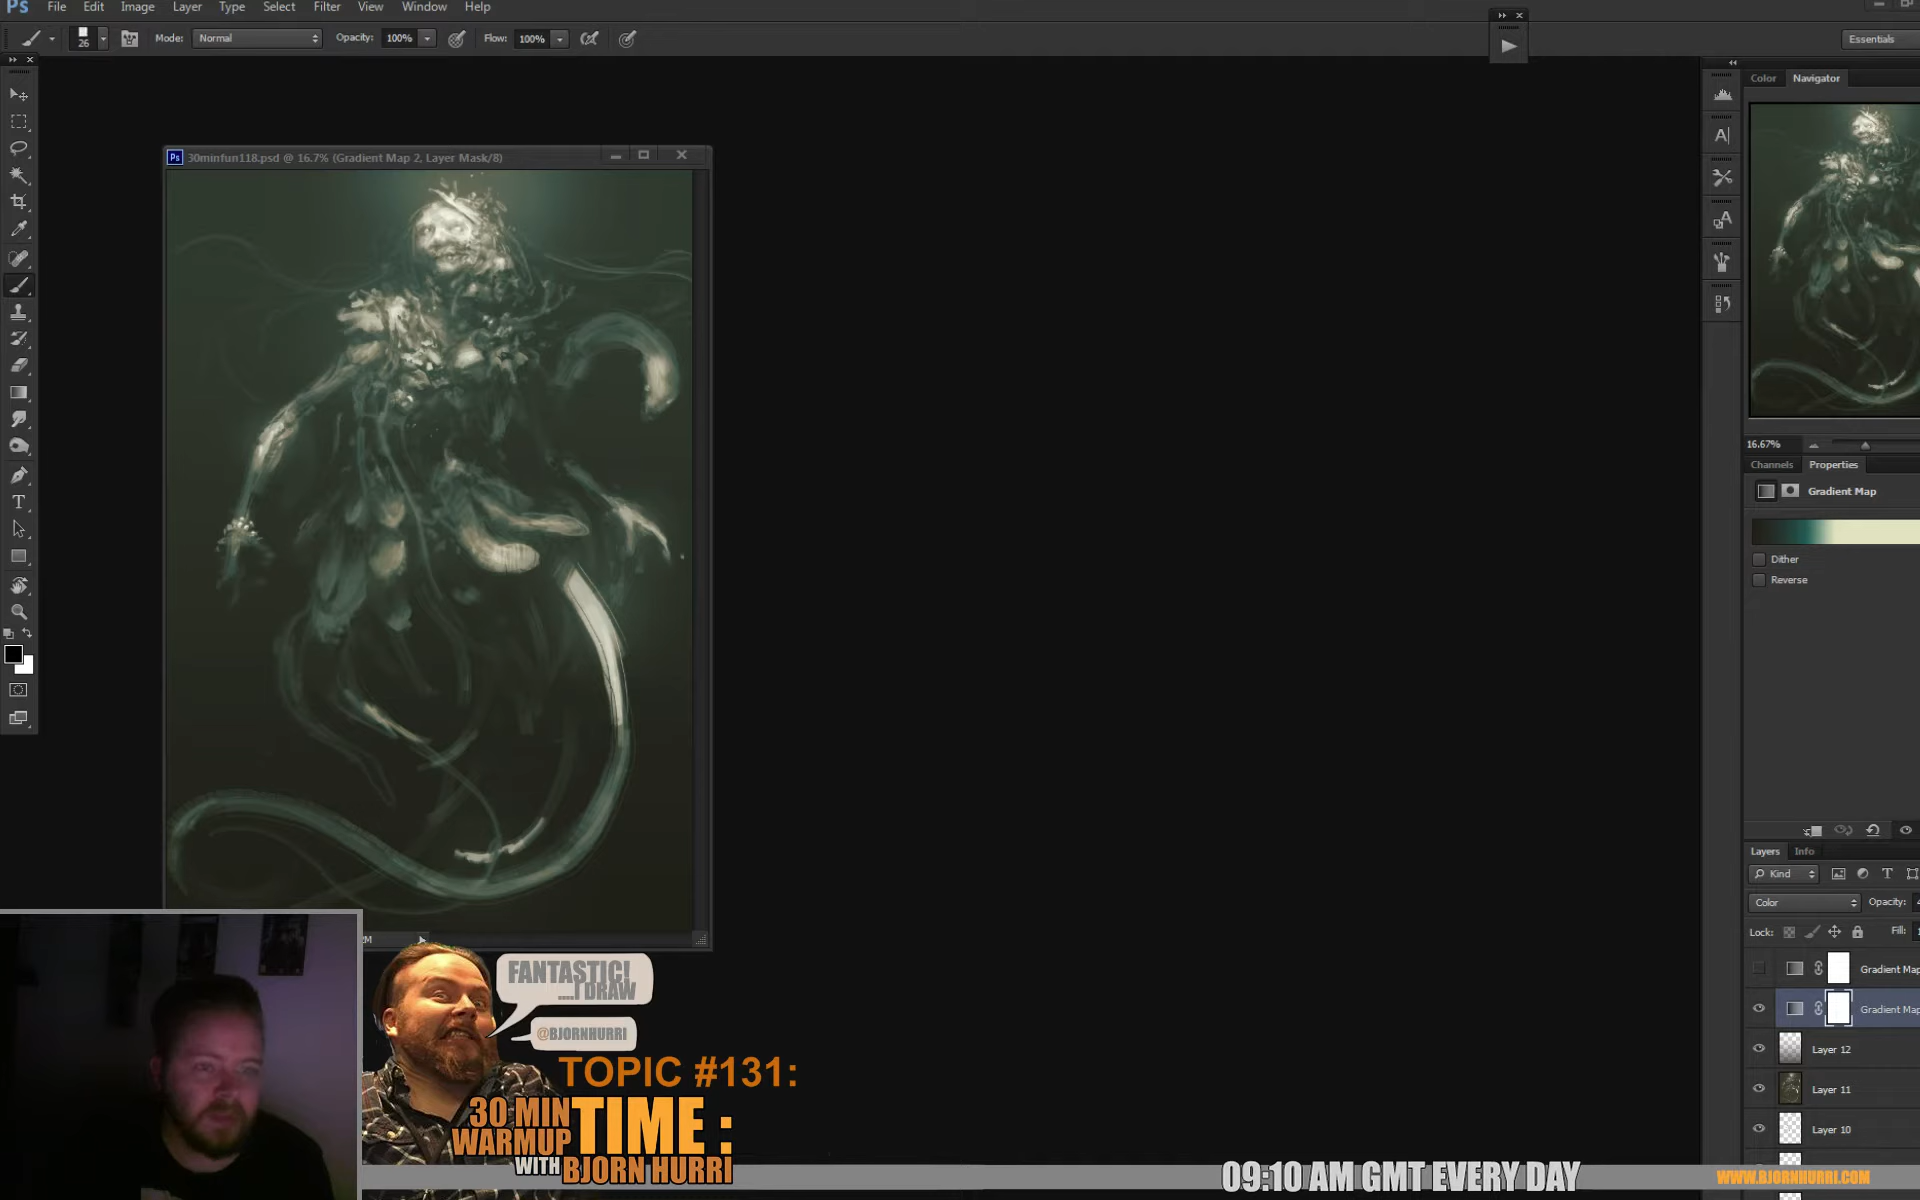 Ps File Edit Image Layer Type Select Filter View Window Help
26 Mode: Normal Opacity: 100% Flow: 100% Essentials
Color Navigator
30minfun118.psd @ 16.7% (Gradient Map 2, Layer Mask/8)
16.67%
Channels Properties
Gradient Map
Dither
Reverse
Layers Info
Kind
Color Opacity:
Lock: Fill:
Gradient Map
Gradient Map
Layer 12
Layer 11
Layer 10
FANTASTIC!
....I DRAW
@BJORNHURRI
TOPIC #131:
30 MIN
WARMUP
TIME :
WITH BJORN HURRI
09:10 AM GMT EVERY DAY
WWW.BJORNHURRI.COM